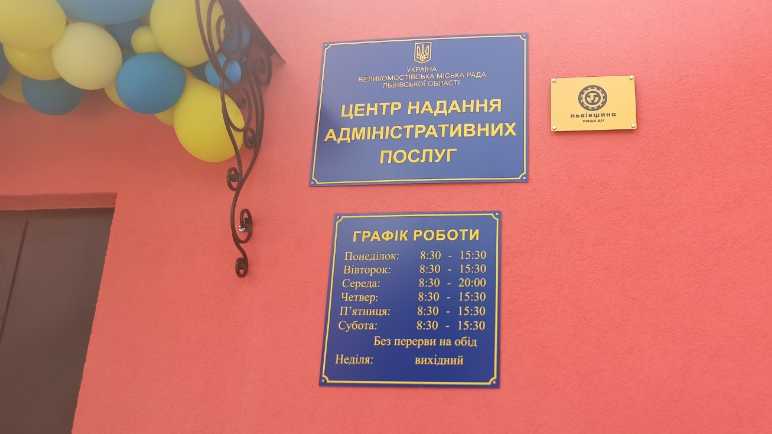 УКРАЇНА
ВЕЛИКОМОСТІВСЬКА МІСЬКА РАДА
ЛЬВІВСЬКОЇ ОБЛАСТІ
ЦЕНТР НАДАННЯ
АДМІНІСТРАТИВНИХ
ПОСЛУГ
ЛЬВІВЩИНА
ГРАФІК РОБОТИ
Понеділок: 8:30 - 15:30
Вівторок: 8:30 - 15:30
Середа: 8:30 - 20:00
Четвер: 8:30 - 15:30
П'ятниця: 8:30 - 15:30
Субота: 8:30 - 15:30
Без перерви на обід
Неділя: вихідний